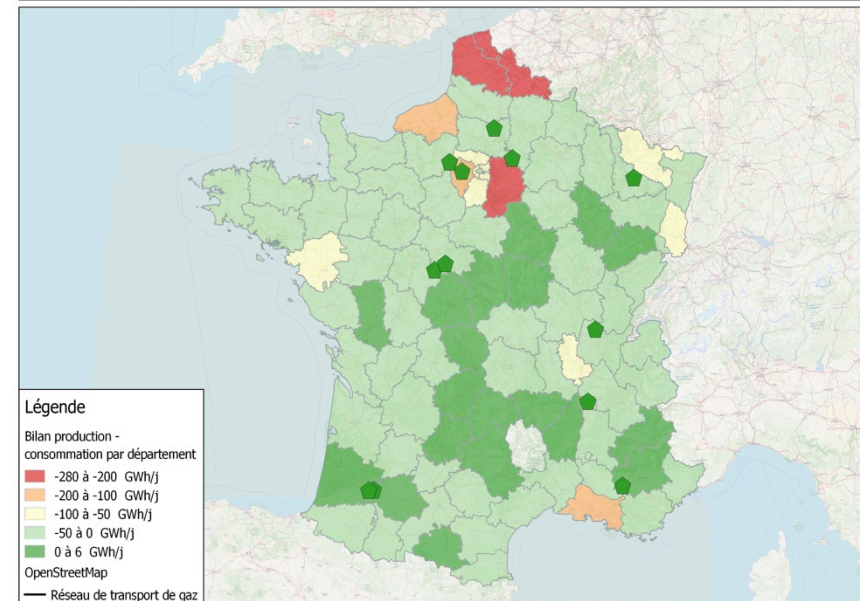 Légende
Bilan production -
consommation par département
-280 à -200 GWh/j
-200 à -100 GWh/j
-100 à -50 GWh/j
-50 à 0 GWh/j
0 à 6 GWh/j
OpenStreetMap
Réseau de transport de gaz